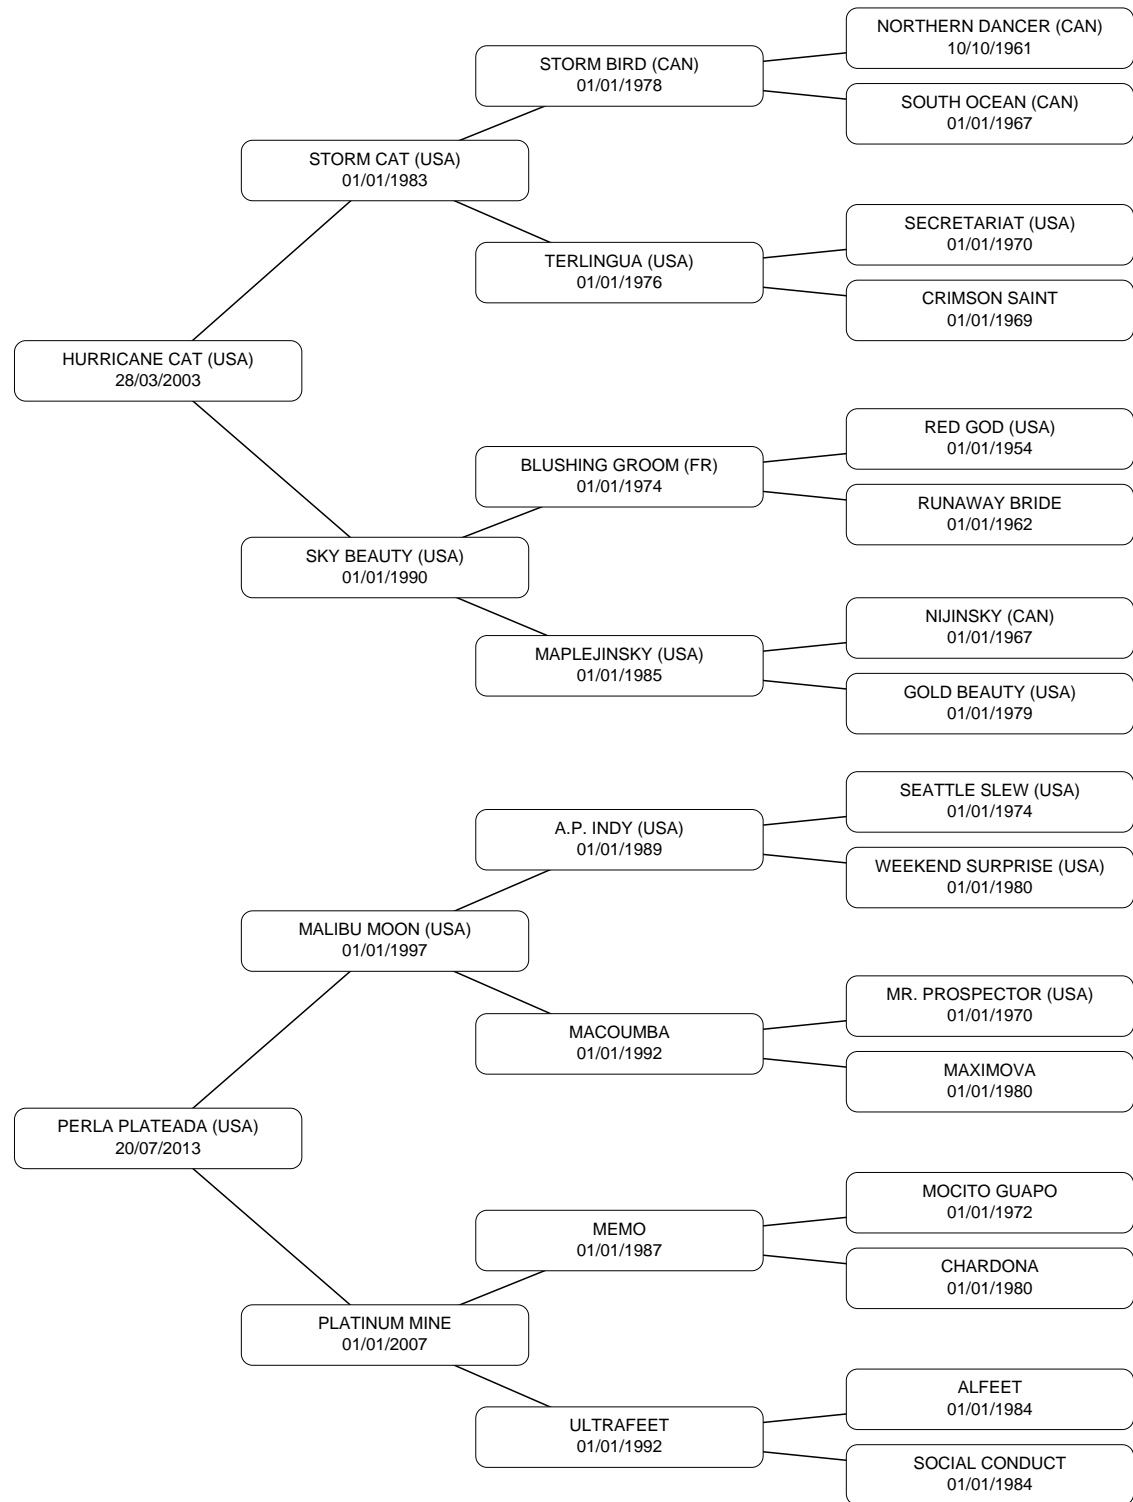 NORTHERN DANCER (CAN)
10/10/1961
STORM BIRD (CAN)
01/01/1978
SOUTH OCEAN (CAN)
01/01/1967
STORM CAT (USA)
01/01/1983
SECRETARIAT (USA)
01/01/1970
TERLINGUA (USA)
01/01/1976
CRIMSON SAINT
01/01/1969
HURRICANE CAT (USA)
28/03/2003
RED GOD (USA)
01/01/1954
BLUSHING GROOM (FR)
01/01/1974
RUNAWAY BRIDE
01/01/1962
SKY BEAUTY (USA)
01/01/1990
NIJINSKY (CAN)
01/01/1967
MAPLEJINSKY (USA)
01/01/1985
GOLD BEAUTY (USA)
01/01/1979
SEATTLE SLEW (USA)
01/01/1974
A.P. INDY (USA)
01/01/1989
WEEKEND SURPRISE (USA)
01/01/1980
MALIBU MOON (USA)
01/01/1997
MR. PROSPECTOR (USA)
01/01/1970
MACOUMBA
01/01/1992
MAXIMOVA
01/01/1980
PERLA PLATEADA (USA)
20/07/2013
MOCITO GUAPO
01/01/1972
MEMO
01/01/1987
CHARDONA
01/01/1980
PLATINUM MINE
01/01/2007
ALFEET
01/01/1984
ULTRAFEET
01/01/1992
SOCIAL CONDUCT
01/01/1984